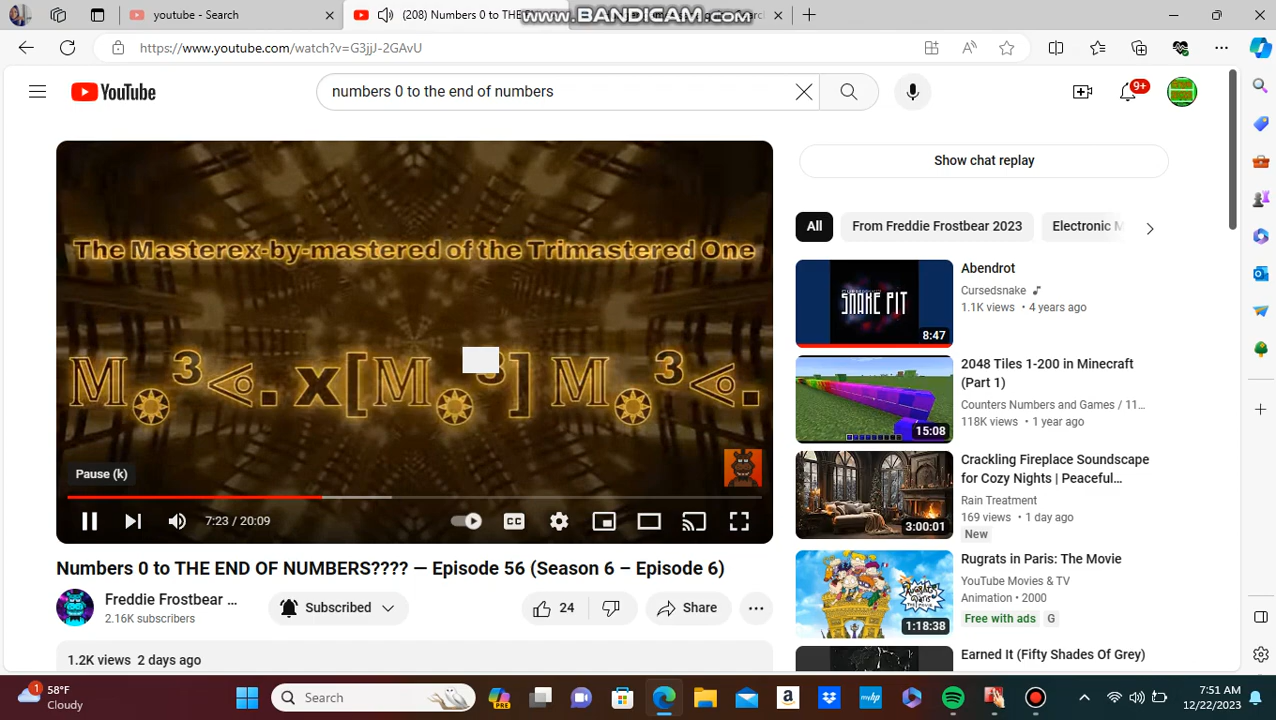 youtube - Search
(208) Numbers 0 to THE
www.BANDICAM.com
https://www.youtube.com/watch?v=G3jjJ-2GAvU
YouTube
numbers 0 to the end of numbers
9+
The Masterex-by-mastered of the Trimastered One
Pause (k)
7:23 / 20:09
CC
Numbers 0 to THE END OF NUMBERS???? — Episode 56 (Season 6 – Episode 6)
Freddie Frostbear ...
2.16K subscribers
Subscribed
24
Share
1.2K views 2 days ago
Show chat replay
All
From Freddie Frostbear 2023
Electronic M
SNAKE PIT
8:47
Abendrot
Cursedsnake
1.1K views • 4 years ago
15:08
2048 Tiles 1-200 in Minecraft
(Part 1)
Counters Numbers and Games / 11...
118K views • 1 year ago
3:00:01
Crackling Fireplace Soundscape
for Cozy Nights | Peaceful...
Rain Treatment
169 views • 1 day ago
New
1:18:38
Rugrats in Paris: The Movie
YouTube Movies & TV
Animation • 2000
Free with ads G
Earned It (Fifty Shades Of Grey)
1
58°F
Cloudy
Search
PRE
myhp
7:51 AM
12/22/2023